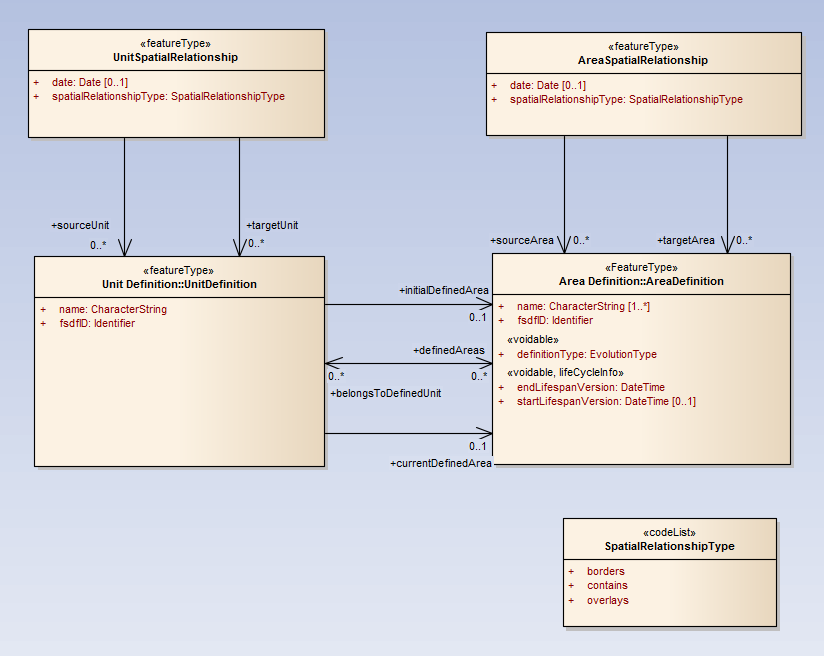 «featureType»
UnitSpatialRelationship
+ date: Date [0..1]
+ spatialRelationshipType: SpatialRelationshipType
«featureType»
AreaSpatialRelationship
+ date: Date [0..1]
+ spatialRelationshipType: SpatialRelationshipType
+sourceUnit
0..*
+targetUnit
0..*
+sourceArea
0..*
+targetArea
0..*
«featureType»
Unit Definition::UnitDefinition
+ name: CharacterString
+ fsdfID: Identifier
+initialDefinedArea
0..1
+definedAreas
0..*
0..*
+belongsToDefinedUnit
0..1
+currentDefinedArea
«FeatureType»
Area Definition::AreaDefinition
+ name: CharacterString [1..*]
+ fsdfID: Identifier
«voidable»
+ definitionType: EvolutionType
«voidable, lifeCycleInfo»
+ endLifespanVersion: DateTime
+ startLifespanVersion: DateTime [0..1]
«codeList»
SpatialRelationshipType
+ borders
+ contains
+ overlays